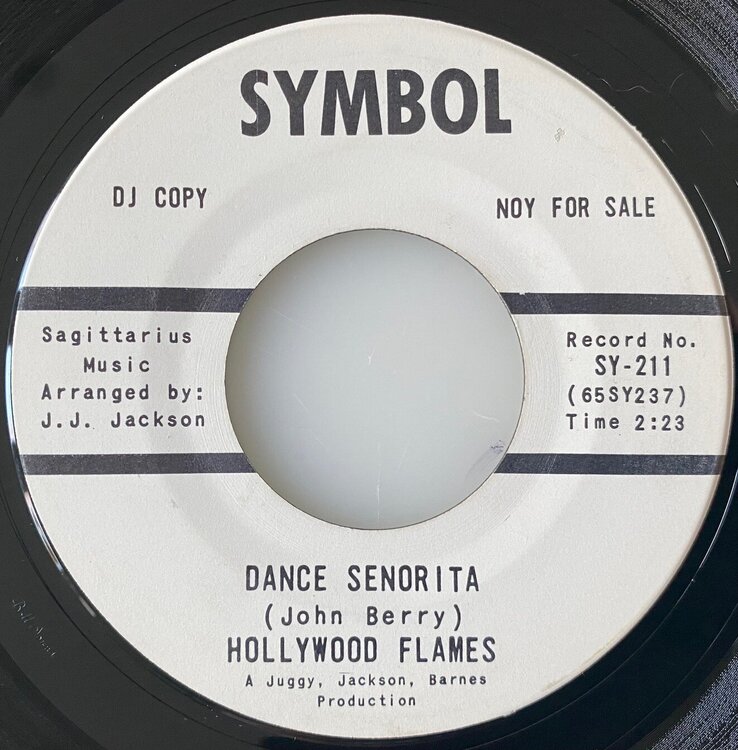 SYMBOL
DJ COPY
NOY FOR SALE
Sagittarius
Music
Arranged by:
J.J. Jackson
Record No.
SY-211
(65SY237)
Time 2:23
DANCE SENORITA
(John Berry)
HOLLYWOOD FLAMES
A Juggy, Jackson, Barnes
Production